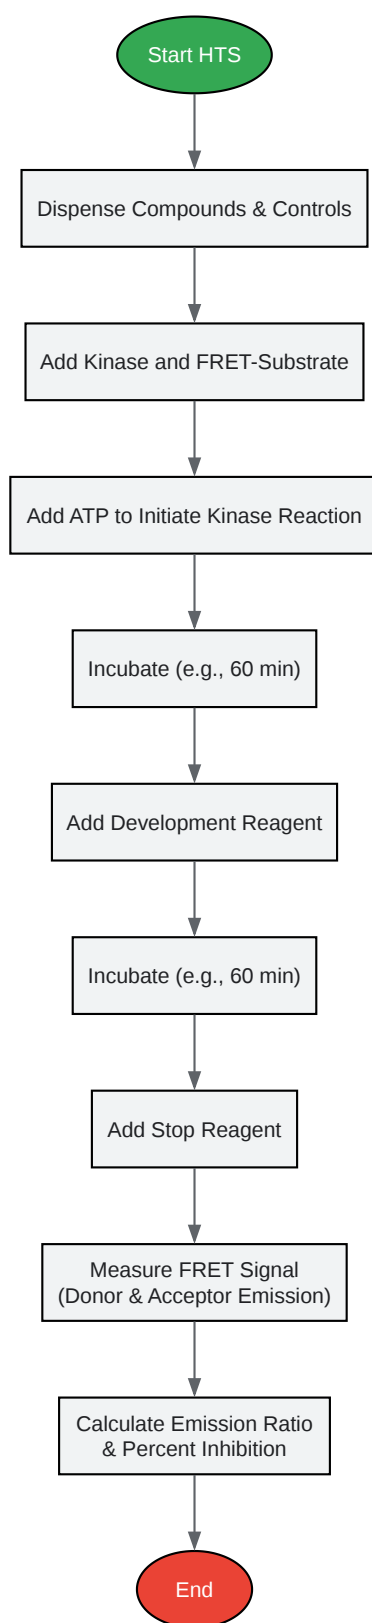 Start HTS
Dispense Compounds & Controls
Add Kinase and FRET-Substrate
Add ATP to Initiate Kinase Reaction
Incubate (e.g., 60 min)
Add Development Reagent
Incubate (e.g., 60 min)
Add Stop Reagent
Measure FRET Signal
(Donor & Acceptor Emission)
Calculate Emission Ratio
& Percent Inhibition
End